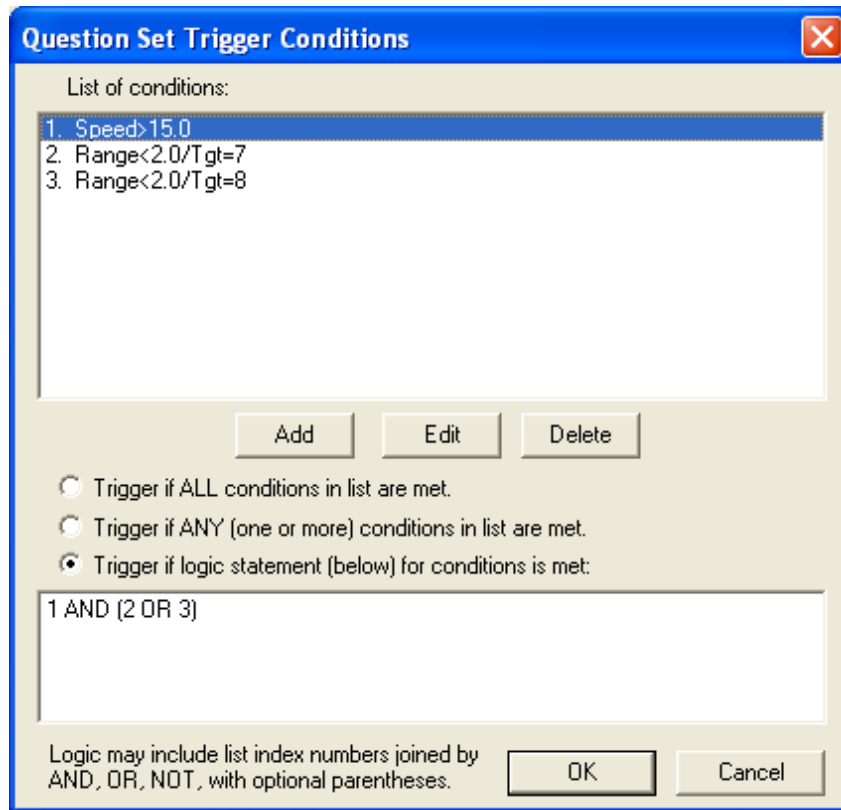 Question Set Trigger Conditions
List of conditions:
1. Speed>15.0
2. Range<2.0/Tgt=7
3. Range<2.0/Tgt=8
Add Edit Delete
Trigger if ALL conditions in list are met.
Trigger if ANY (one or more) conditions in list are met.
Trigger if logic statement (below) for conditions is met:
1 AND (2 OR 3)
Logic may include list index numbers joined by
AND, OR, NOT, with optional parentheses.
OK Cancel